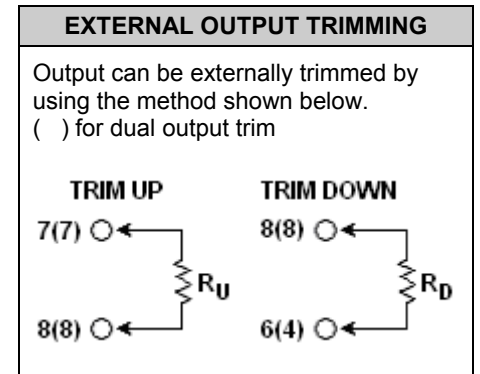 EXTERNAL OUTPUT TRIMMING
Output can be externally trimmed by
using the method shown below.
(   ) for dual output trim
TRIM UP TRIM DOWN
7(7) 8(8)
RU RD
8(8) 6(4)